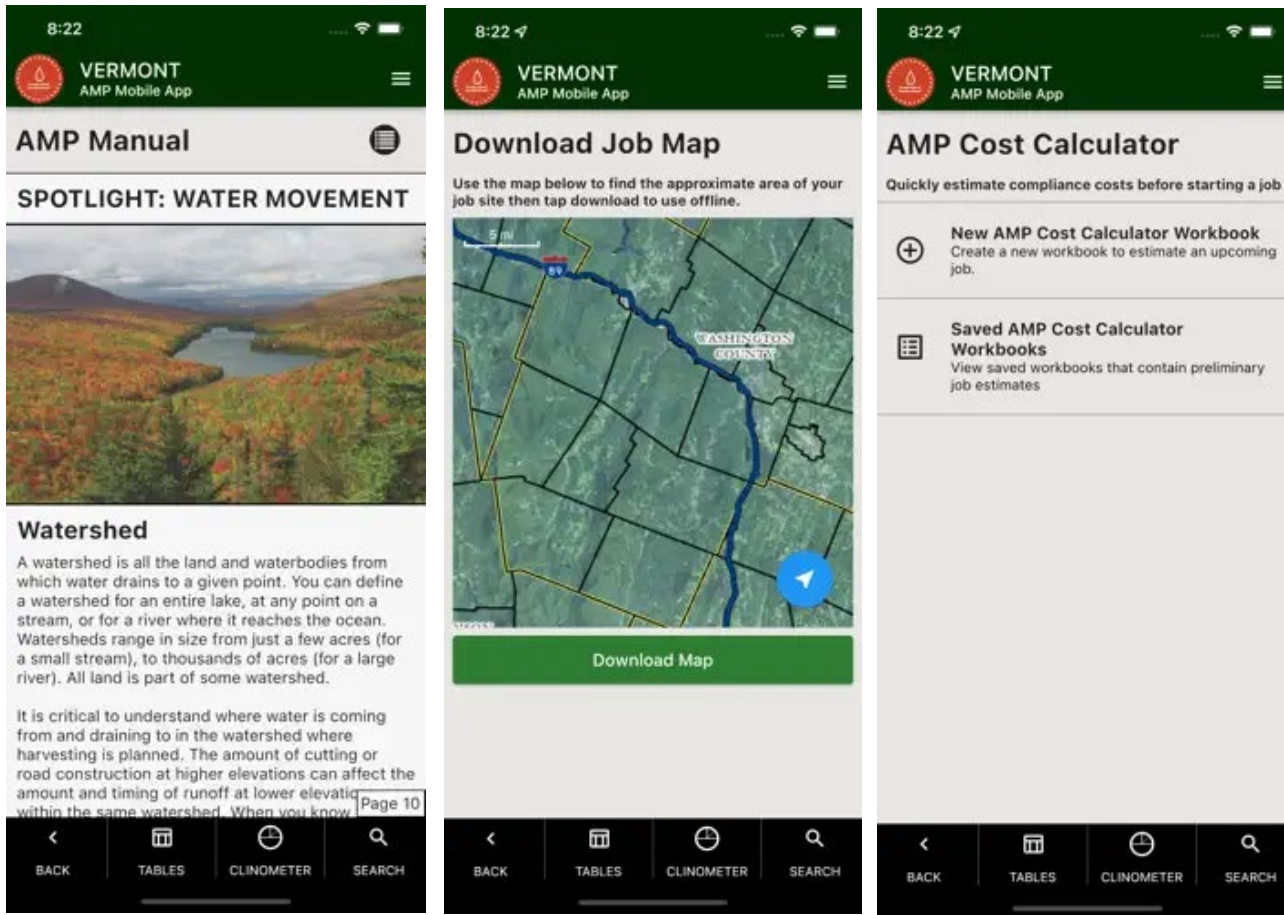 8:22
VERMONT
AMP Mobile App
AMP Manual
SPOTLIGHT: WATER MOVEMENT
Watershed
A watershed is all the land and waterbodies from
which water drains to a given point. You can define
a watershed for an entire lake, at any point on a
stream, or for a river where it reaches the ocean.
Watersheds range in size from just a few acres (for
a small stream), to thousands of acres (for a large
river). All land is part of some watershed.
It is critical to understand where water is coming
from and draining to in the watershed where
harvesting is planned. The amount of cutting or
road construction at higher elevations can affect the
amount and timing of runoff at lower
within the same watershed. When you know
Page 10
BACK
TABLES
CLINOMETER
SEARCH
8:22
VERMONT
AMP Mobile App
Download Job Map
Use the map below to find the approximate area of your
job site then tap download to use offline.
5 mi
89
WASHINGTON
COUNTY
Download Map
BACK
TABLES
CLINOMETER
SEARCH
8:22
VERMONT
AMP Mobile App
AMP Cost Calculator
Quickly estimate compliance costs before starting a job
New AMP Cost Calculator Workbook
Create a new workbook to estimate an upcoming
job.
Saved AMP Cost Calculator
Workbooks
View saved workbooks that contain preliminary
job estimates
BACK
TABLES
CLINOMETER
SEARCH